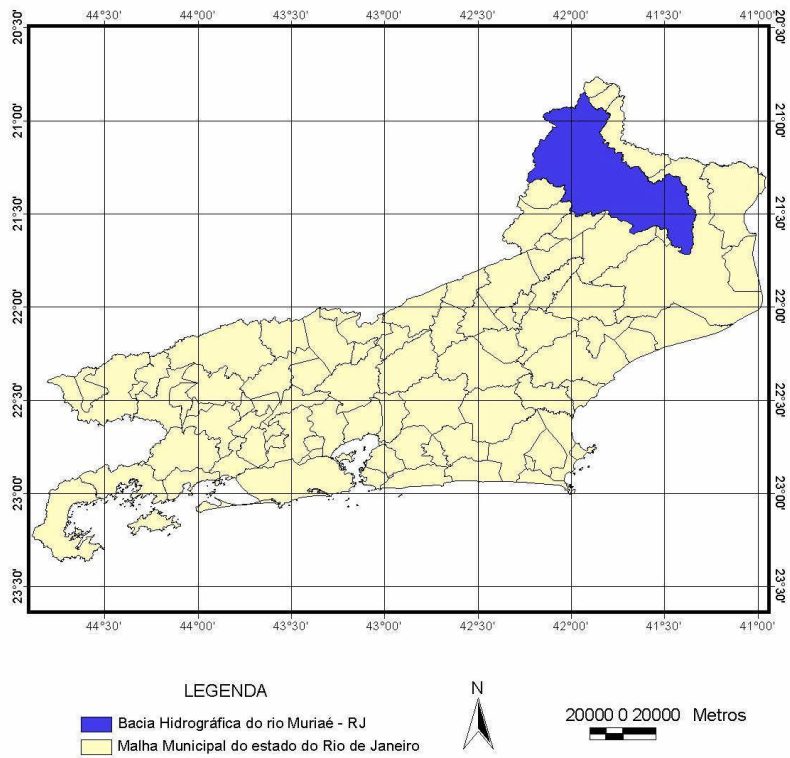 44°30' 44°00' 43°30' 43°00' 42°30' 42°00' 41°30' 41°00'
20°30' 20°30'
21°00' 21°00'
21°30' 21°30'
22°00' 22°00'
22°30' 22°30'
23°00' 23°00'
23°30' 23°30'
44°30' 44°00' 43°30' 43°00' 42°30' 42°00' 41°30' 41°00'
LEGENDA
Bacia Hidrográfica do rio Muriaé - RJ
Malha Municipal do estado do Rio de Janeiro
N
20000 0 20000 Metros